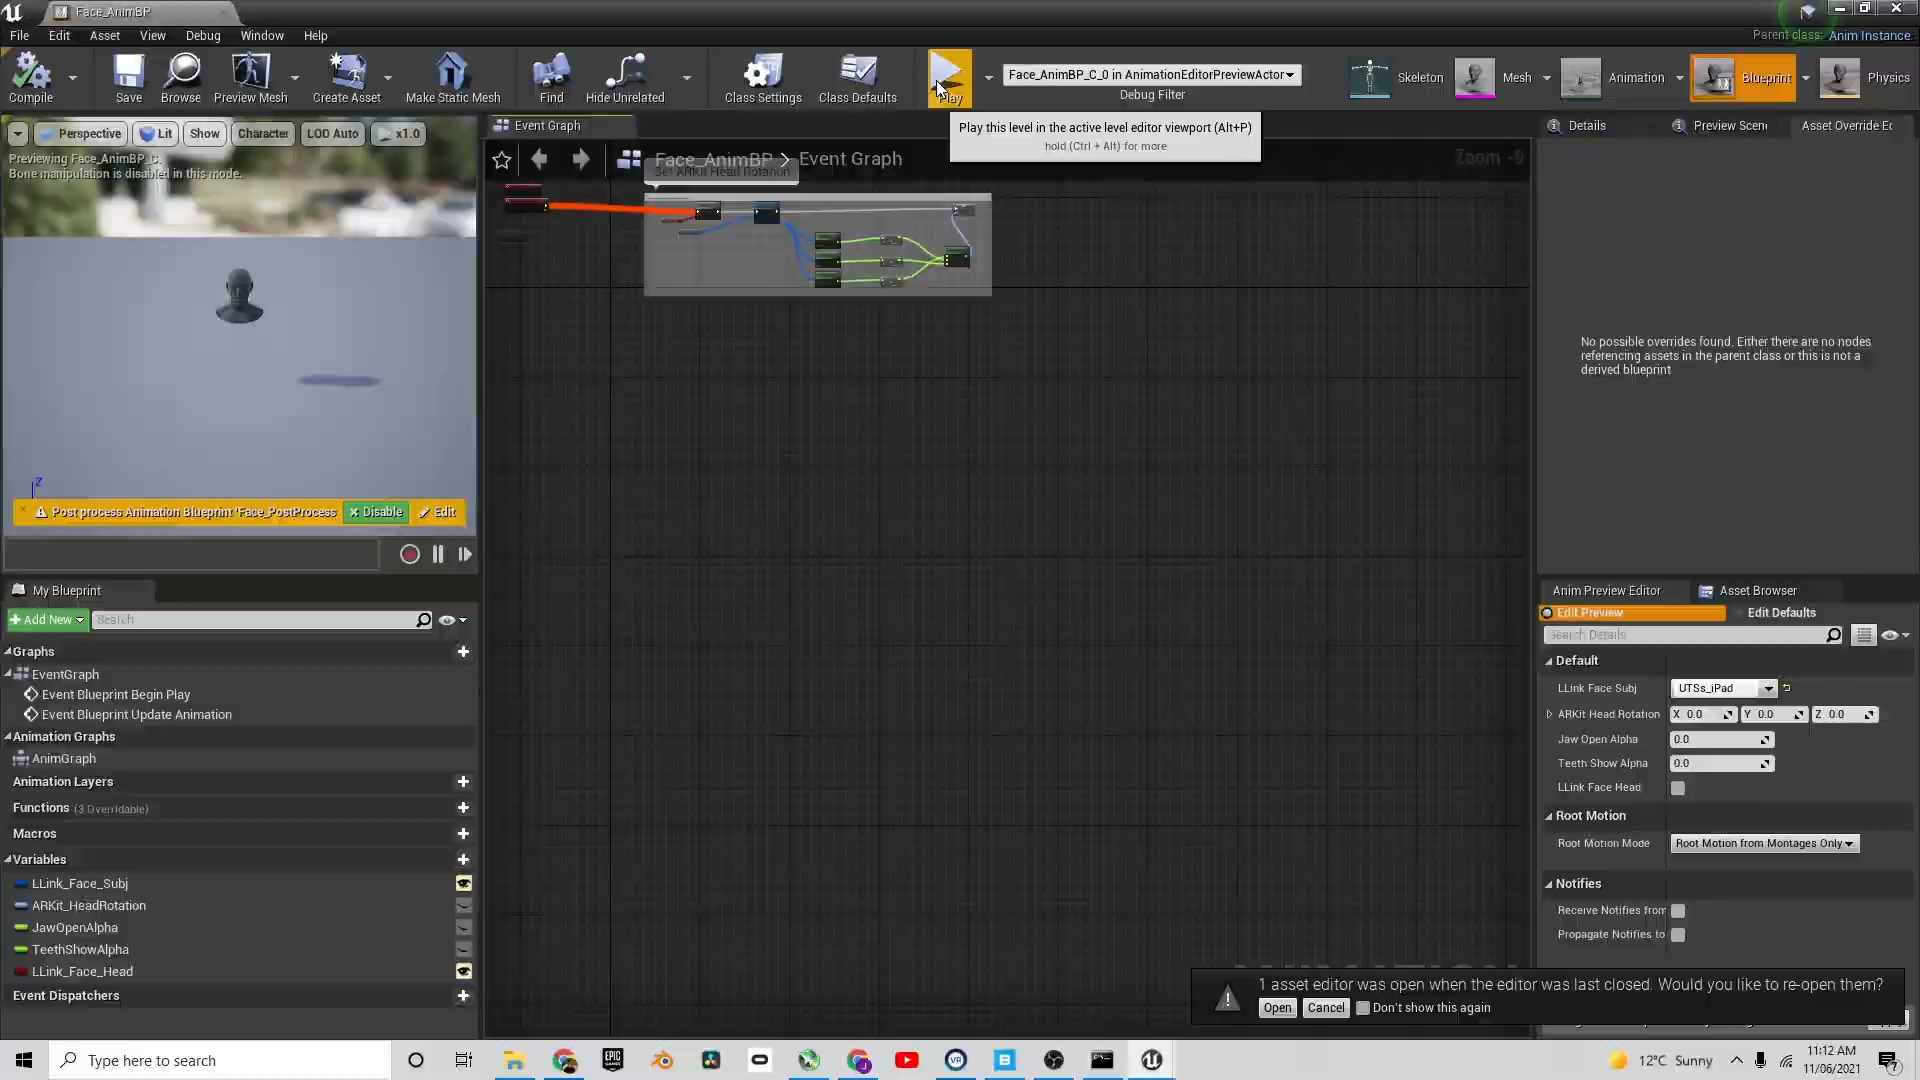 Face_AnimBP
File Edit Asset View Debug Window Help
Parent class: Anim Instance
Compile Save Browse Preview Mesh Create Asset Make Static Mesh Find Hide Unrelated Class Settings Class Defaults Play
Face_AnimBP_C_0 in AnimationEditorPreviewActor
Debug Filter
Skeleton Mesh Animation Blueprint Physics
Play this level in the active level editor viewport (Alt+P)
hold (Ctrl + Alt) for more
Perspective Lit Show Character LOD Auto x1.0
Previewing Face_AnimBP_C.
Bone manipulation is disabled in this mode.
Z
Post process Animation Blueprint 'Face_PostProcess Disable Edit
Event Graph
Face_AnimBP > Event Graph
Zoom -9
Set ARKit Head Rotation
Details Preview Scen Asset Override Ec
No possible overrides found. Either there are no nodes
referencing assets in the parent class or this is not a
derived blueprint
My Blueprint
Add New Search
Graphs
EventGraph
Event Blueprint Begin Play
Event Blueprint Update Animation
Animation Graphs
AnimGraph
Animation Layers
Functions (3 Overridable)
Macros
Variables
LLink_Face_Subj
ARKit_HeadRotation
JawOpenAlpha
TeethShowAlpha
LLink_Face_Head
Event Dispatchers
Anim Preview Editor Asset Browser
Edit Preview Edit Defaults
Search Details
Default
LLink Face Subj UTSs_iPad
ARKit Head Rotation X 0.0 Y 0.0 Z 0.0
Jaw Open Alpha 0.0
Teeth Show Alpha 0.0
LLink Face Head
Root Motion
Root Motion Mode Root Motion from Montages Only
Notifies
Receive Notifies from
Propagate Notifies to
1 asset editor was open when the editor was last closed. Would you like to re-open them?
Open Cancel Don't show this again
Type here to search
12°C Sunny
11:12 AM
11/06/2021